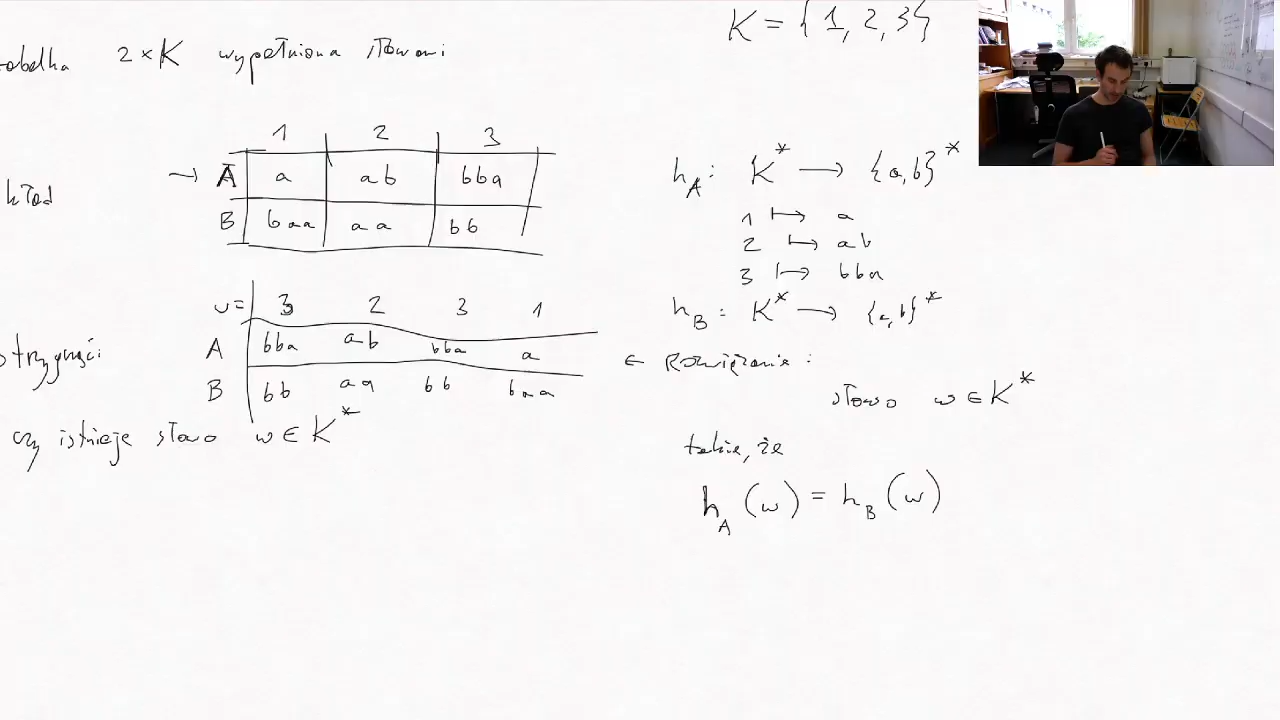 K = {1, 2, 3}
tabelka 2×K wypełniona słowami
1 2 3
→ A a ab bba
B baa aa bb
kład
h_A: K* → {a,b}*
1 ↦ a
2 ↦ ab
3 ↦ bba
h_B: K* → {a,b}*
w= 3 2 3 1
A bba ab bba a
B bb aa bb baa
← Rozwiązanie:
słowo w ∈ K*
czy istnieje słowo w ∈ K*
takie, że
h_A(w) = h_B(w)